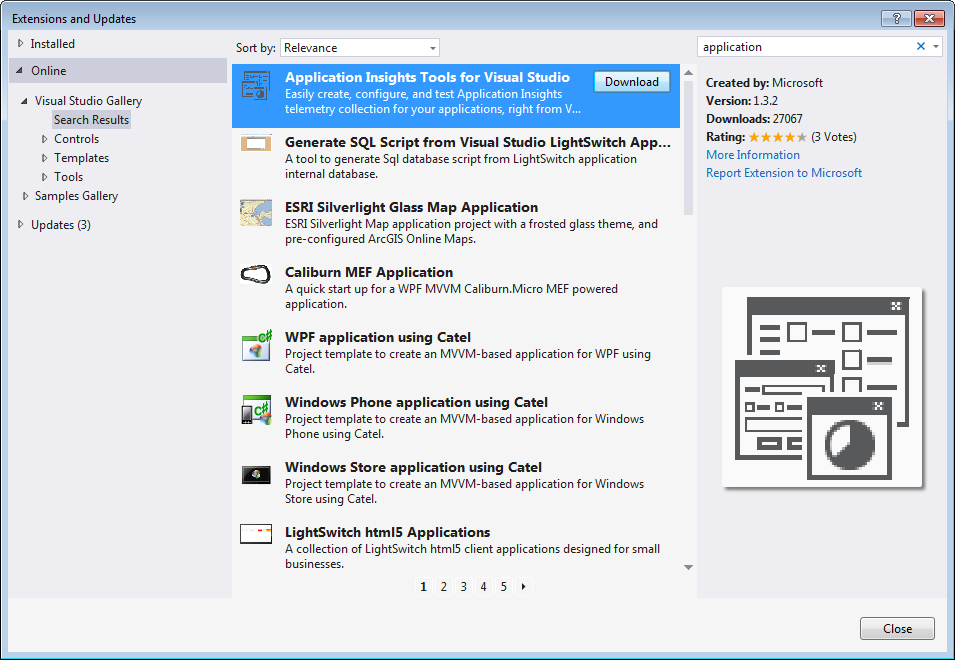 Extensions and Updates
Installed
Online
Visual Studio Gallery
Search Results
Controls
Templates
Tools
Samples Gallery
Updates (3)
Sort by: Relevance
Application Insights Tools for Visual Studio
Easily create, configure, and test Application Insights
telemetry collection for your applications, right from V...
Download
Generate SQL Script from Visual Studio LightSwitch App...
A tool to generate Sql database script from LightSwitch application
internal database.
ESRI Silverlight Glass Map Application
ESRI Silverlight Map application project with a frosted glass theme, and
pre-configured ArcGIS Online Maps.
Caliburn MEF Application
A quick start up for a WPF MVVM Caliburn.Micro MEF powered
application.
WPF application using Catel
Project template to create an MVVM-based application for WPF using
Catel.
Windows Phone application using Catel
Project template to create an MVVM-based application for Windows
Phone using Catel.
Windows Store application using Catel
Project template to create an MVVM-based application for Windows
Store using Catel.
LightSwitch html5 Applications
A collection of LightSwitch html5 client applications designed for small
businesses.
1 2 3 4 5
application
Created by: Microsoft
Version: 1.3.2
Downloads: 27067
Rating: (3 Votes)
More Information
Report Extension to Microsoft
Close